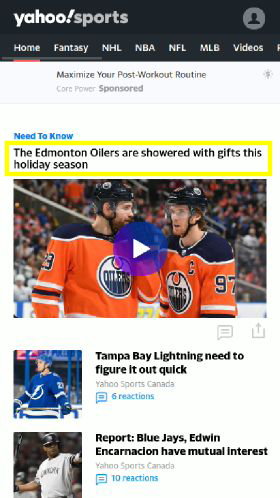 yahoo!sports
Home Fantasy NHL NBA NFL MLB Videos
Maximize Your Post-Workout Routine
Core Power Sponsored
Need To Know
The Edmonton Oilers are showered with gifts this
holiday season
C
29
97
Tampa Bay Lightning need to
figure it out quick
Yahoo Sports Canada
6 reactions
Report: Blue Jays, Edwin
Encarnacion have mutual interest
Yahoo Sports Canada
10 reactions